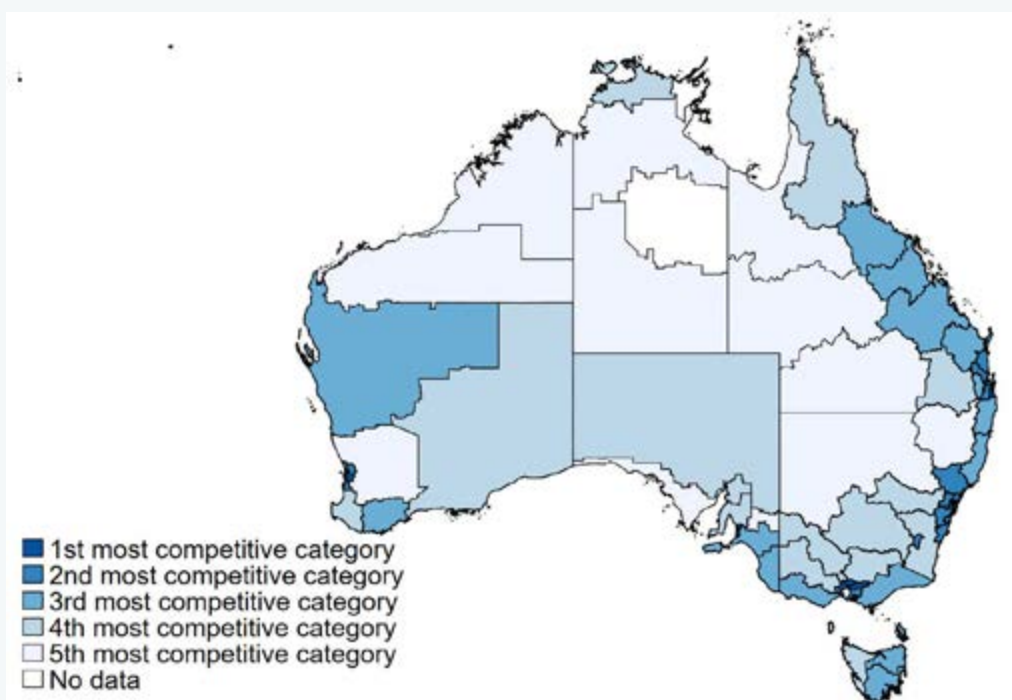 1st most competitive category
2nd most competitive category
3rd most competitive category
4th most competitive category
5th most competitive category
No data